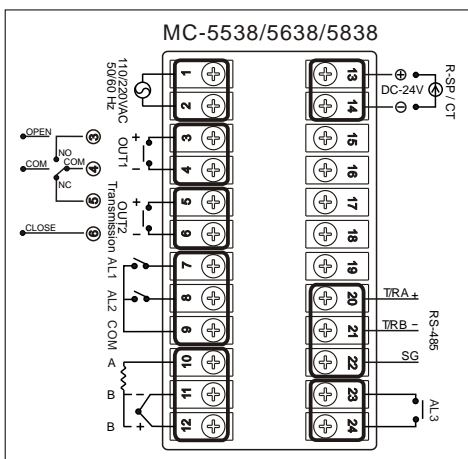 MC-5538/5638/5838
110/220VAC
50/60 Hz
1
2
3
4
5
6
7
8
9
10
11
12
13
14
15
16
17
18
19
20
21
22
23
24
OPEN
COM
CLOSE
③
④
⑤
⑥
NO
COM
NC
+
OUT1
−
+
OUT2
−
Transmission
AL1
AL2
COM
A
B −
B +
⊕
DC-24V
⊖
R-SP / CT
T/RA +
T/RB −
SG
RS-485
AL3